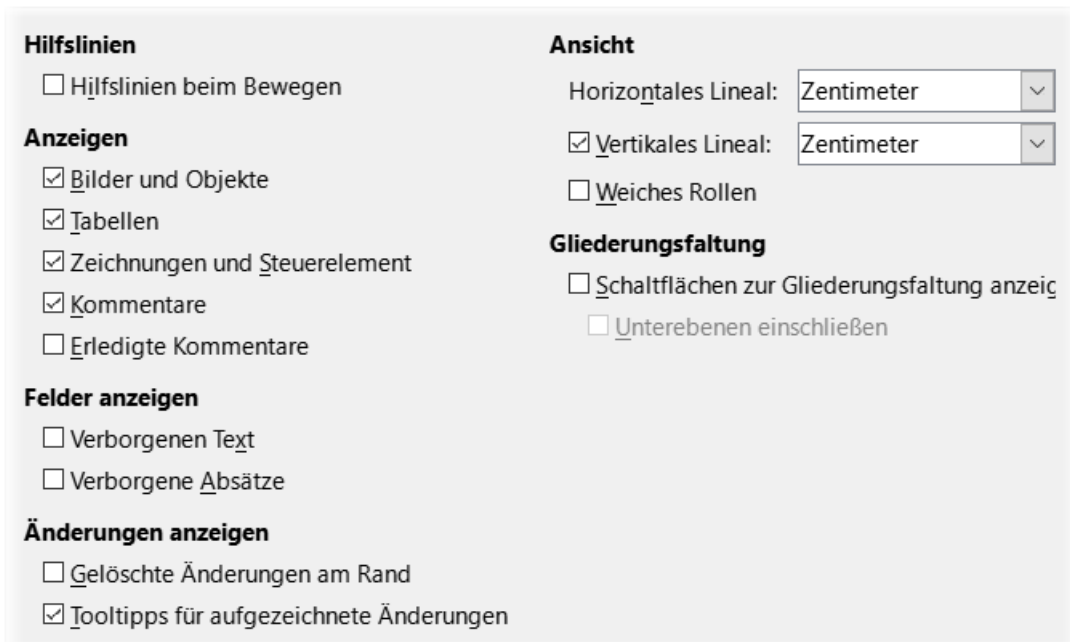 Hilfslinien
Hilfslinien beim Bewegen
Anzeigen
Bilder und Objekte
Tabellen
Zeichnungen und Steuerelement
Kommentare
Erledigte Kommentare
Felder anzeigen
Verborgenen Text
Verborgene Absätze
Änderungen anzeigen
Gelöschte Änderungen am Rand
Tooltipps für aufgezeichnete Änderungen
Ansicht
Horizontales Lineal: Zentimeter
Vertikales Lineal: Zentimeter
Weiches Rollen
Gliederungsfaltung
Schaltflächen zur Gliederungsfaltung anzeig
Unterebenen einschließen